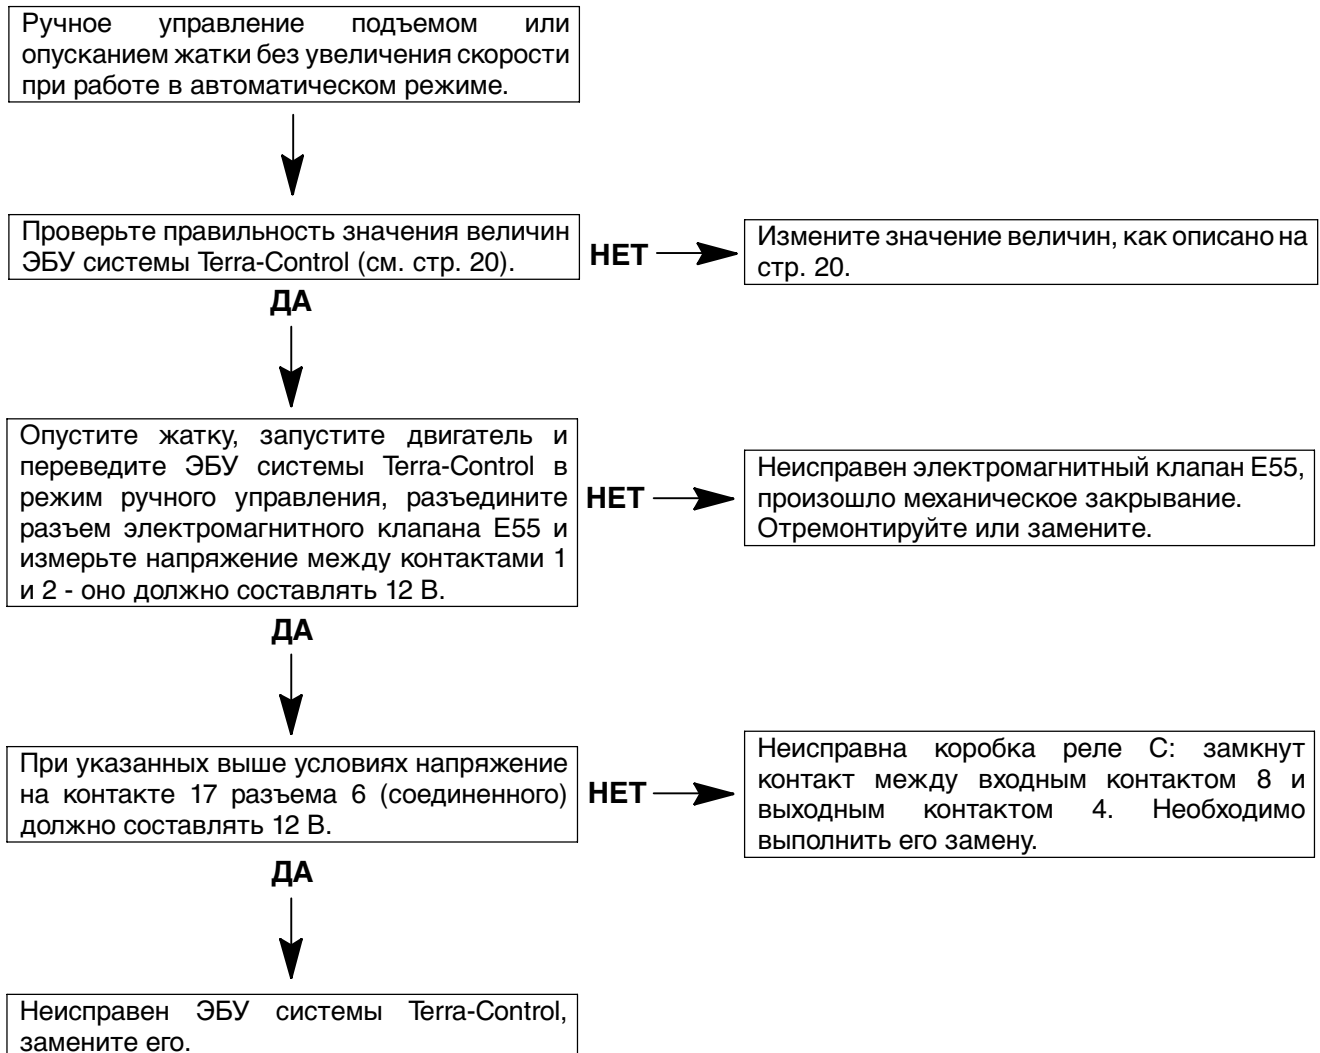 Ручное управление подъемом или
опусканием жатки без увеличения скорости
при работе в автоматическом режиме.
Проверьте правильность значения величин
ЭБУ системы Terra-Control (см. стр. 20).
НЕТ
Измените значение величин, как описано на
стр. 20.
ДА
Опустите жатку, запустите двигатель и
переведите ЭБУ системы Terra-Control в
режим ручного управления, разъедините
разъем электромагнитного клапана E55 и
измерьте напряжение между контактами 1
и 2 - оно должно составлять 12 В.
НЕТ
Неисправен электромагнитный клапан E55,
произошло механическое закрывание.
Отремонтируйте или замените.
ДА
При указанных выше условиях напряжение
на контакте 17 разъема 6 (соединенного)
должно составлять 12 В.
НЕТ
Неисправна коробка реле C: замкнут
контакт между входным контактом 8 и
выходным контактом 4. Необходимо
выполнить его замену.
ДА
Неисправен ЭБУ системы Terra-Control,
замените его.